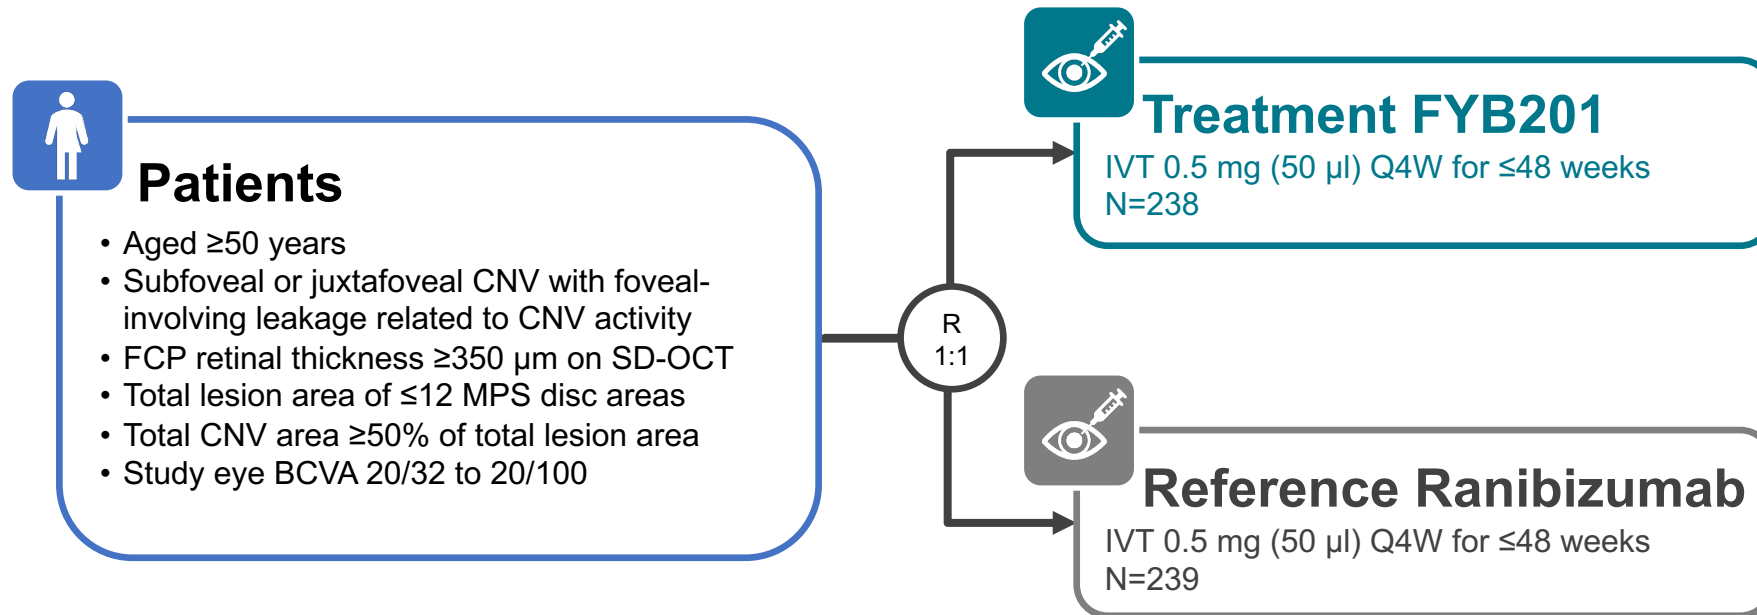 Patients
• Aged ≥50 years
• Subfoveal or juxtafoveal CNV with foveal-
involving leakage related to CNV activity
• FCP retinal thickness ≥350 µm on SD-OCT
• Total lesion area of ≤12 MPS disc areas
• Total CNV area ≥50% of total lesion area
• Study eye BCVA 20/32 to 20/100
R
1:1
Treatment FYB201
IVT 0.5 mg (50 µl) Q4W for ≤48 weeks
N=238
Reference Ranibizumab
IVT 0.5 mg (50 µl) Q4W for ≤48 weeks
N=239